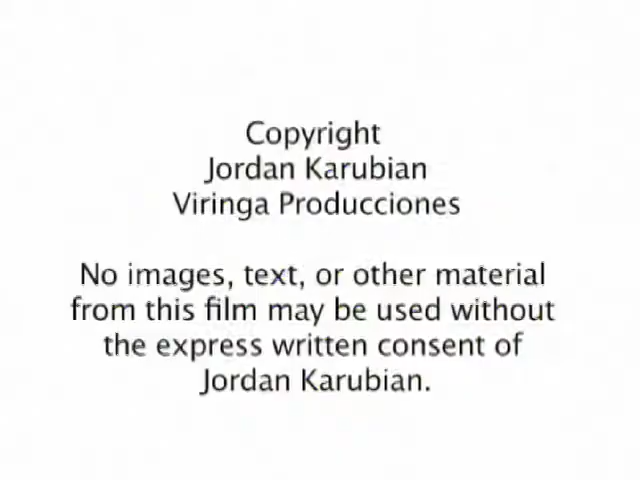 Copyright
Jordan Karubian
Viringa Producciones
No images, text, or other material
from this film may be used without
the express written consent of
Jordan Karubian.